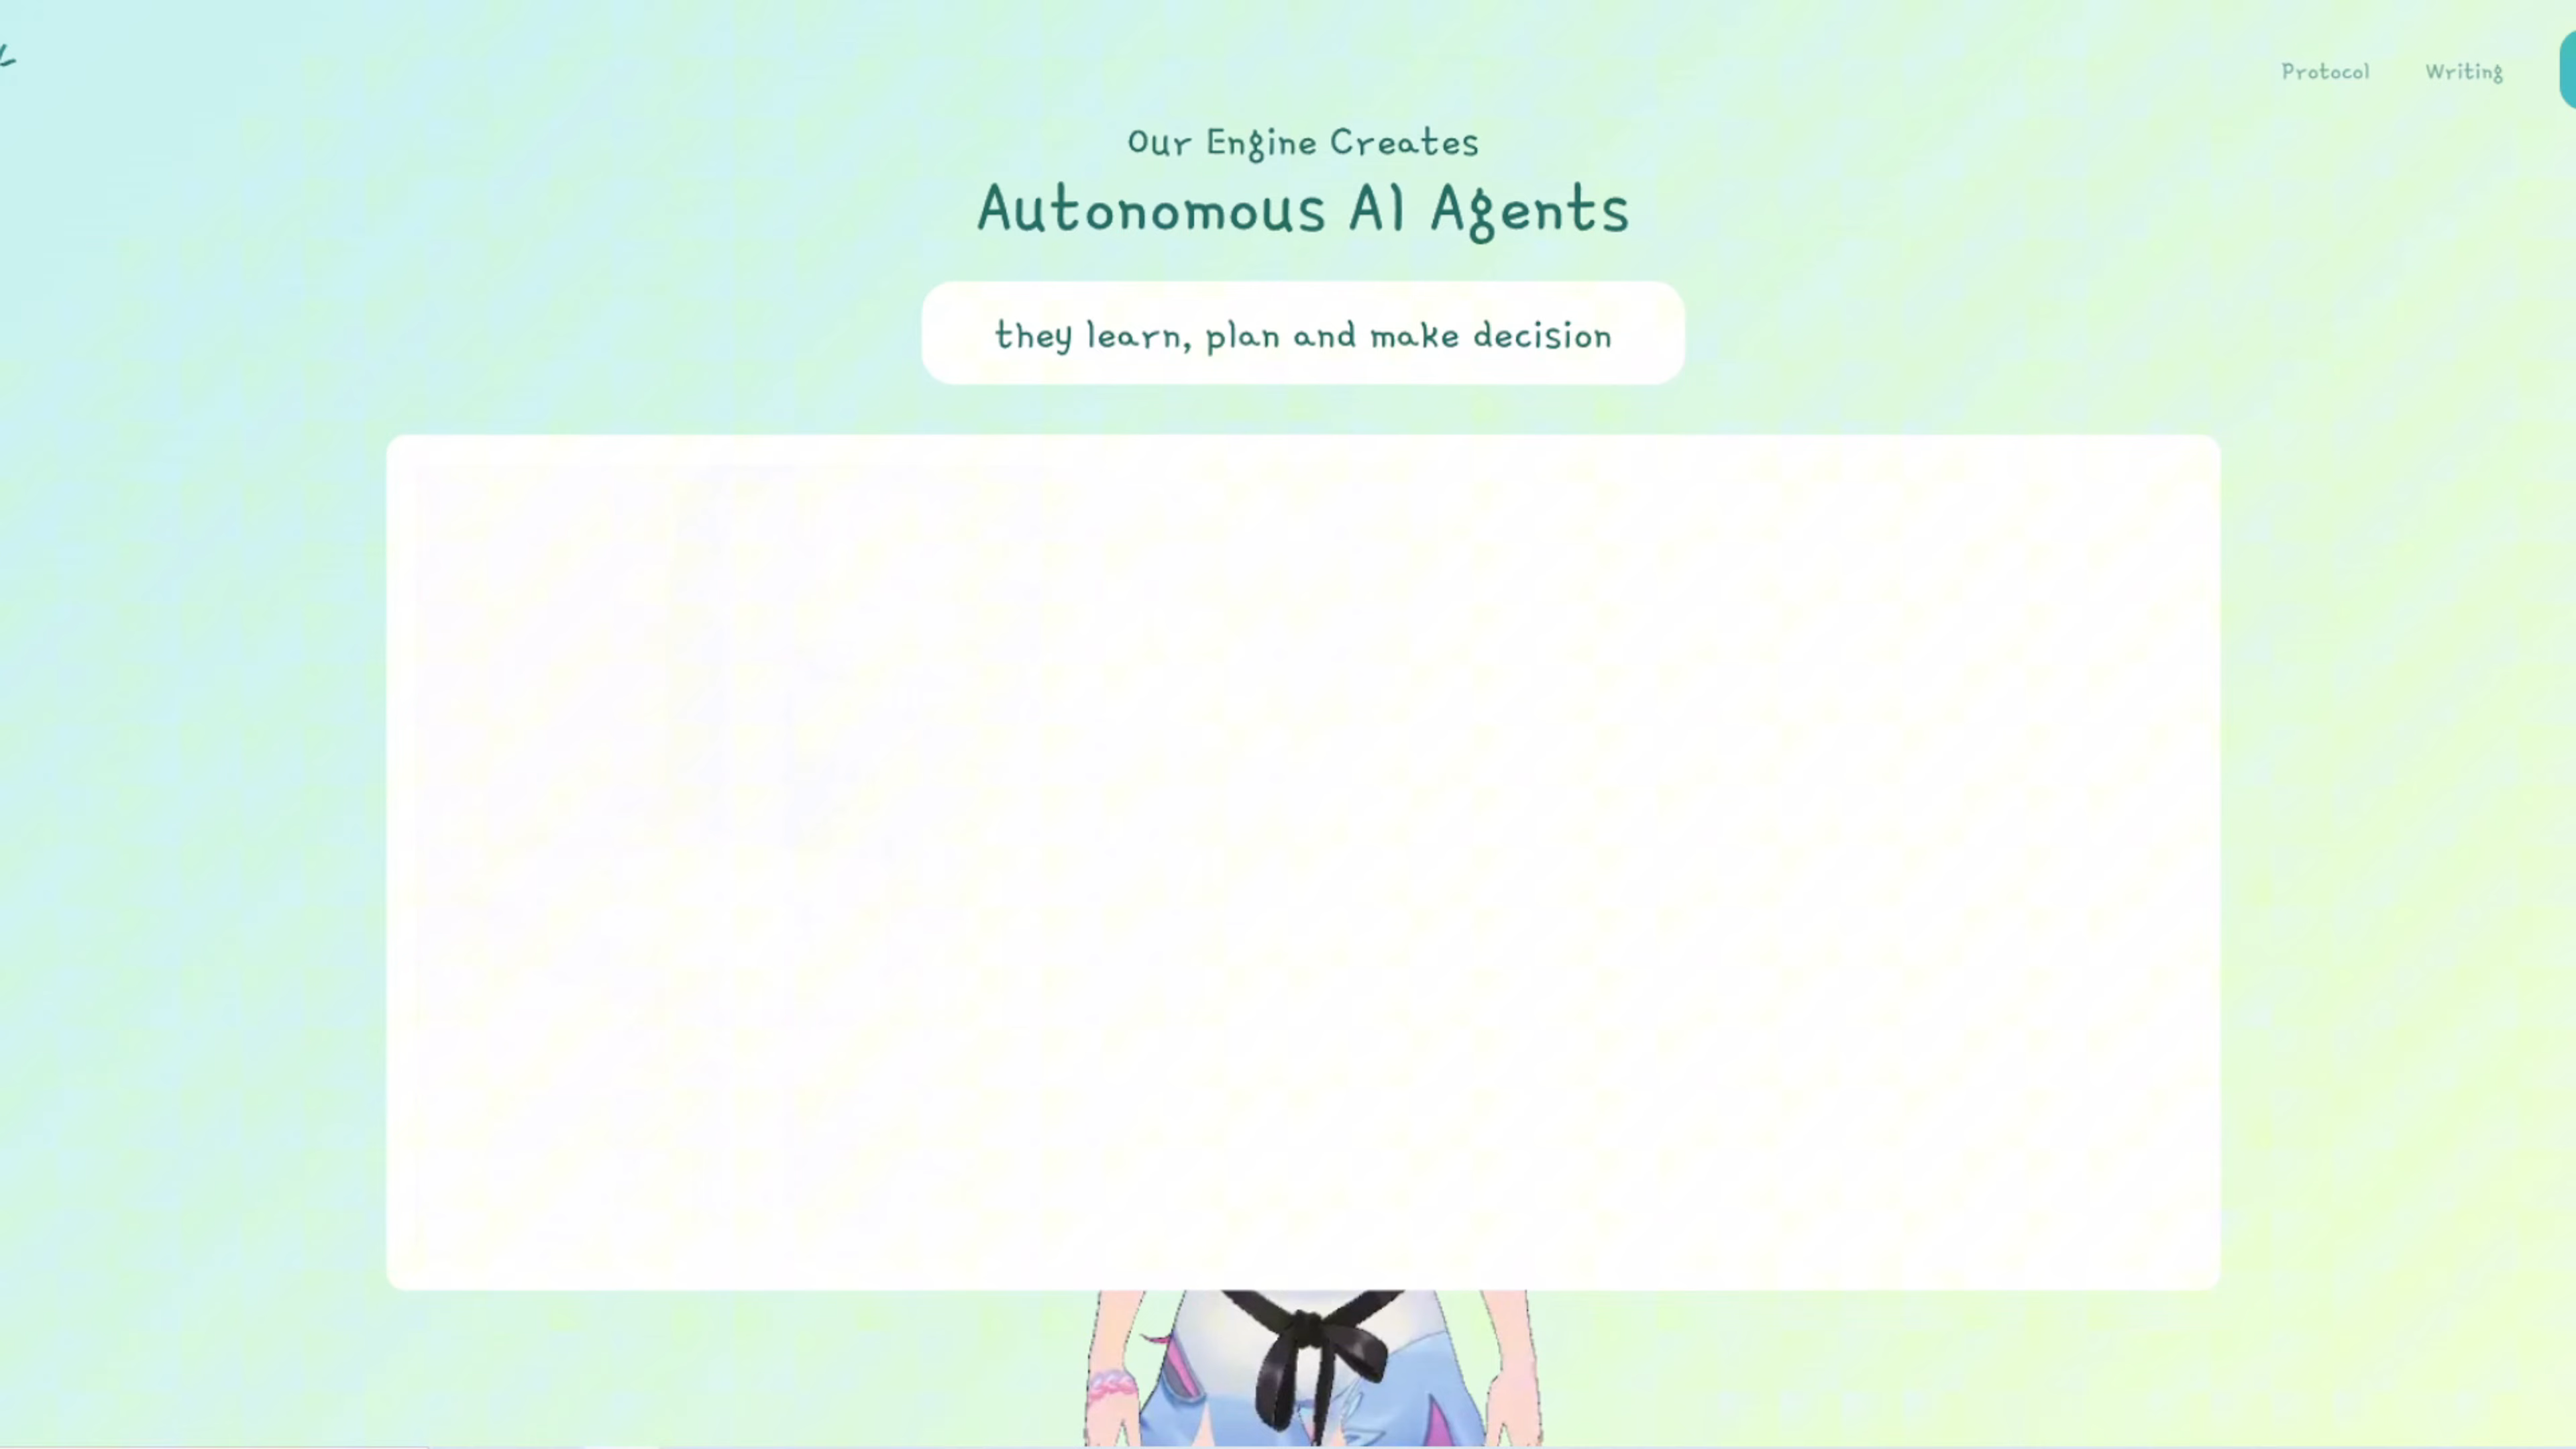 Protocol Writing
Our Engine Creates
Autonomous AI Agents
they learn, plan and make decision